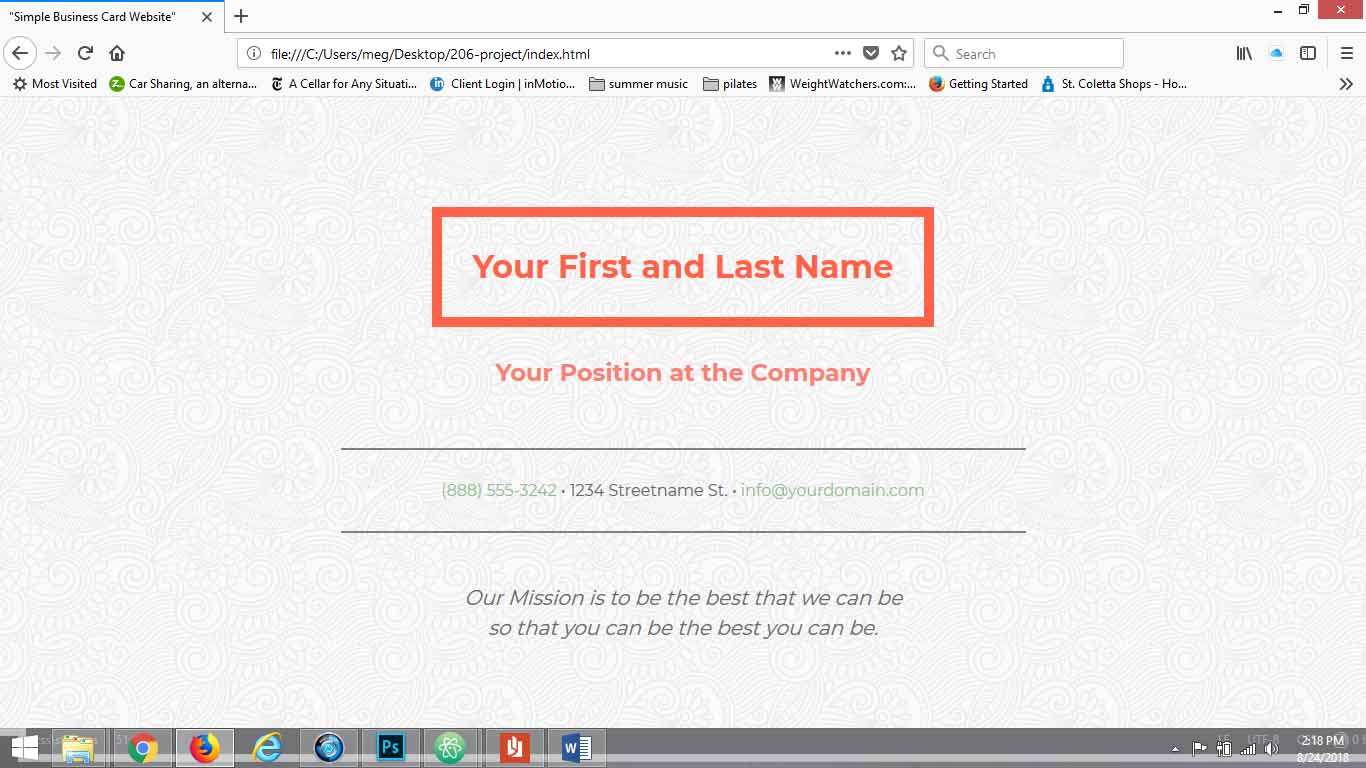 "Simple Business Card Website"
file:///C:/Users/meg/Desktop/206-project/index.html
Search
Most Visited
Car Sharing, an alterna...
A Cellar for Any Situati...
Client Login | inMotio...
summer music
pilates
WeightWatchers.com:...
Getting Started
St. Coletta Shops - Ho...
Your First and Last Name
Your Position at the Company
(888) 555-3242 • 1234 Streetname St. • info@yourdomain.com
Our Mission is to be the best that we can be
so that you can be the best you can be.
Ps
LF UTF-8
2:18 PM
8/24/2018